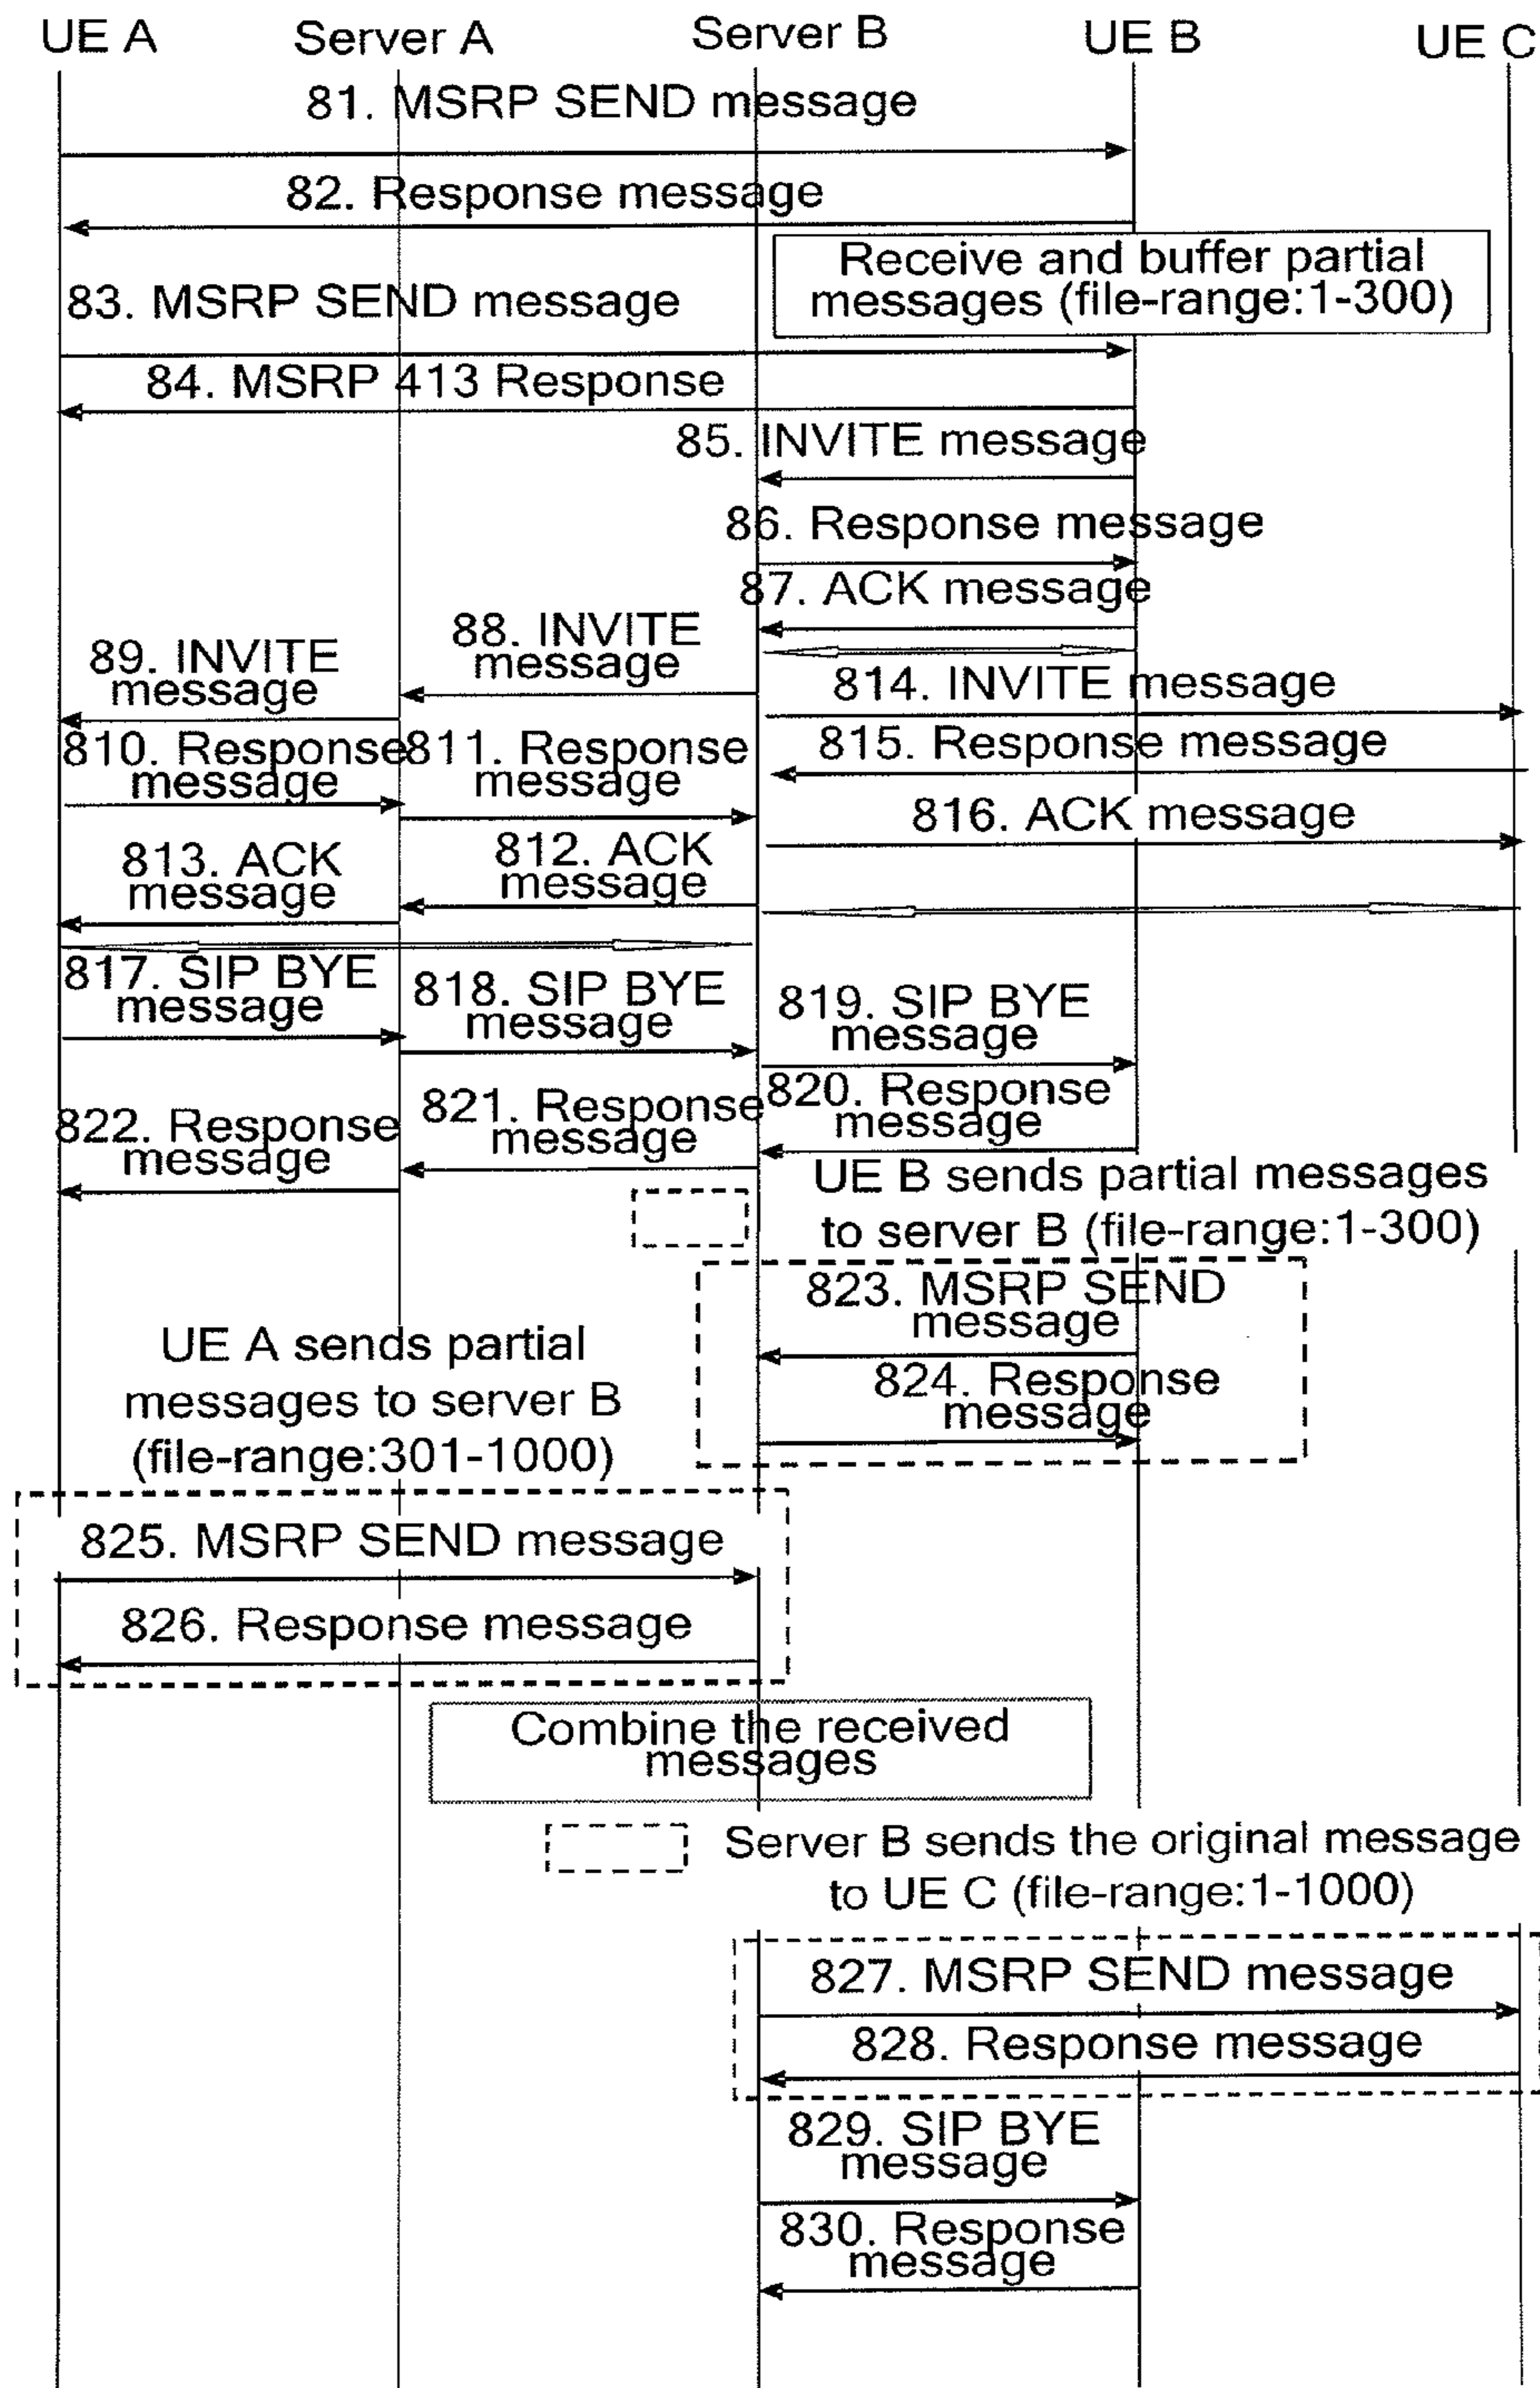 UE A
Server A
Server B
UE B
UE C
81. MSRP SEND message
82. Response message
Receive and buffer partial
messages (file-range:1-300)
83. MSRP SEND message
84. MSRP 413 Response
85. INVITE message
86. Response message
87. ACK message
88. INVITE
message
89. INVITE
message
814. INVITE message
810. Response
message
811. Response
message
815. Response message
816. ACK message
812. ACK
message
813. ACK
message
817. SIP BYE
message
818. SIP BYE
message
819. SIP BYE
message
820. Response
message
821. Response
message
822. Response
message
UE B sends partial messages
to server B (file-range:1-300)
823. MSRP SEND
message
824. Response
message
UE A sends partial
messages to server B
(file-range:301-1000)
825. MSRP SEND message
826. Response message
Combine the received
messages
Server B sends the original message
to UE C (file-range:1-1000)
827. MSRP SEND message
828. Response message
829. SIP BYE
message
830. Response
message